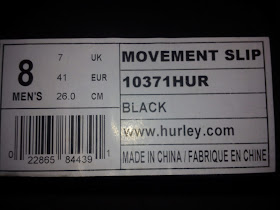 8 7 UK
41 EUR
MEN'S 26.0 CM
MOVEMENT SLIP
10371HUR
BLACK
www.hurley.com
MADE IN CHINA / FABRIQUE EN CHINE
0 22865 84439 1